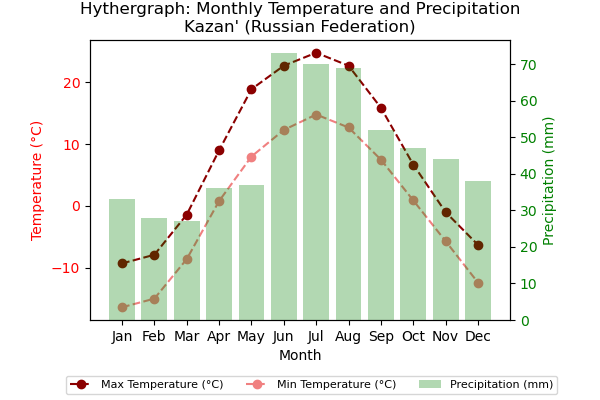 Hythergraph: Monthly Temperature and Precipitation
Kazan' (Russian Federation)
Temperature (°C)
20
10
0
−10
Precipitation (mm)
70
60
50
40
30
20
10
0
Jan Feb Mar Apr May Jun Jul Aug Sep Oct Nov Dec
Month
Max Temperature (°C) Min Temperature (°C) Precipitation (mm)